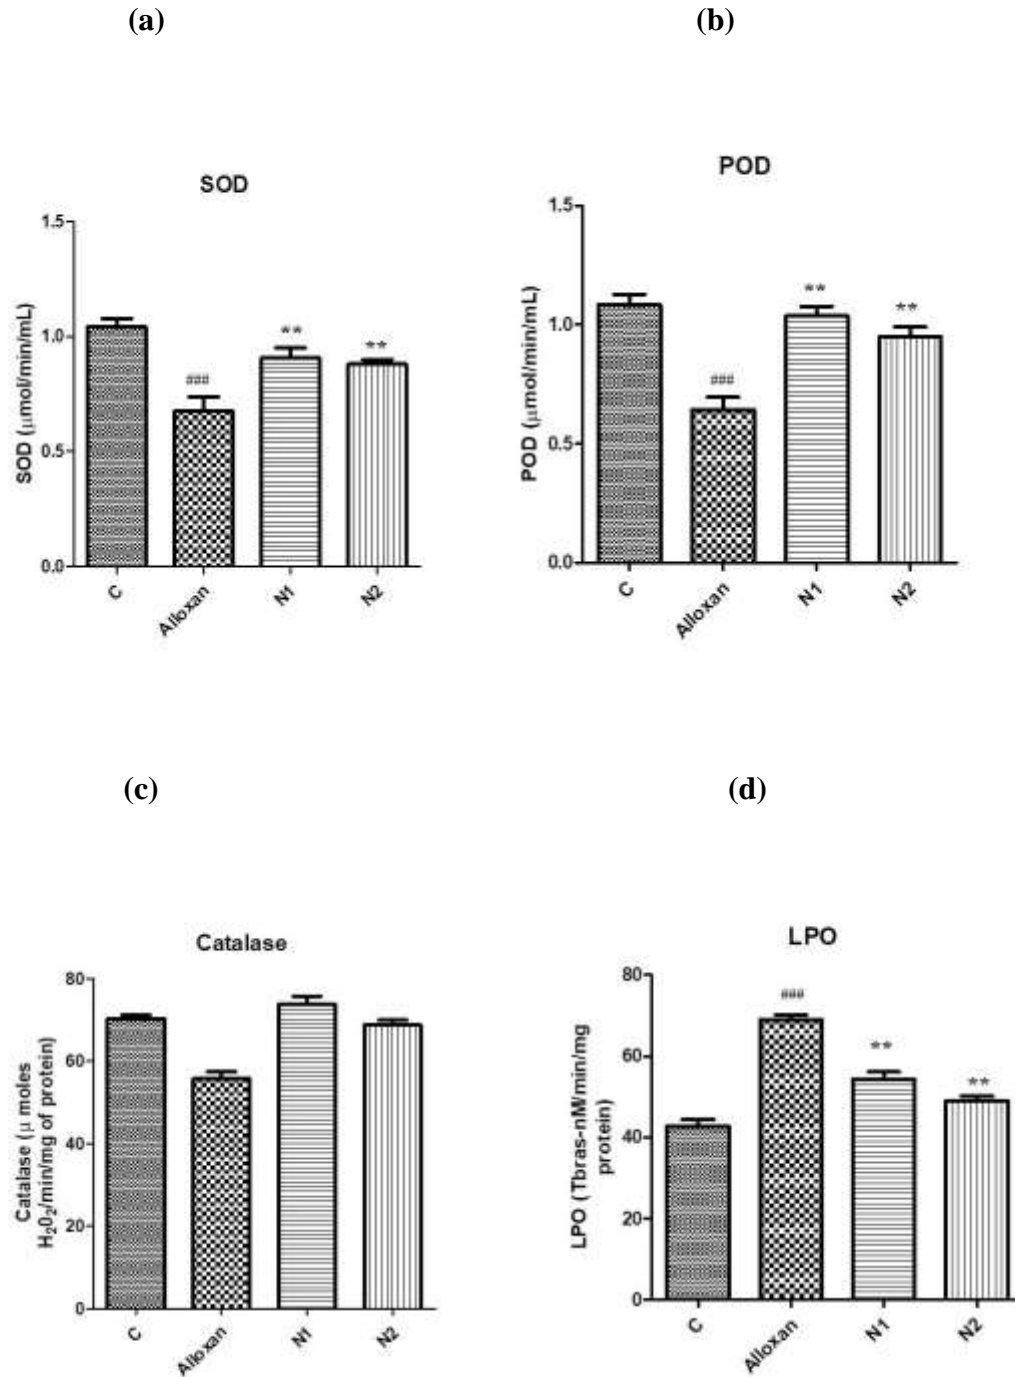 (a)
(b)
SOD
POD
1.5
1.0
0.5
0.0
SOD (μmol/min/mL)
###
**
**
C
Alloxan
N1
N2
1.5
1.0
0.5
0.0
POD (μmol/min/mL)
###
**
**
C
Alloxan
N1
N2
(c)
(d)
Catalase
LPO
80
60
40
20
0
Catalase (μ moles
H₂0₂/min/mg of protein)
C
Alloxan
N1
N2
80
60
40
20
0
LPO ( Tbras-nM/min/mg
protein)
###
**
**
C
Alloxan
N1
N2